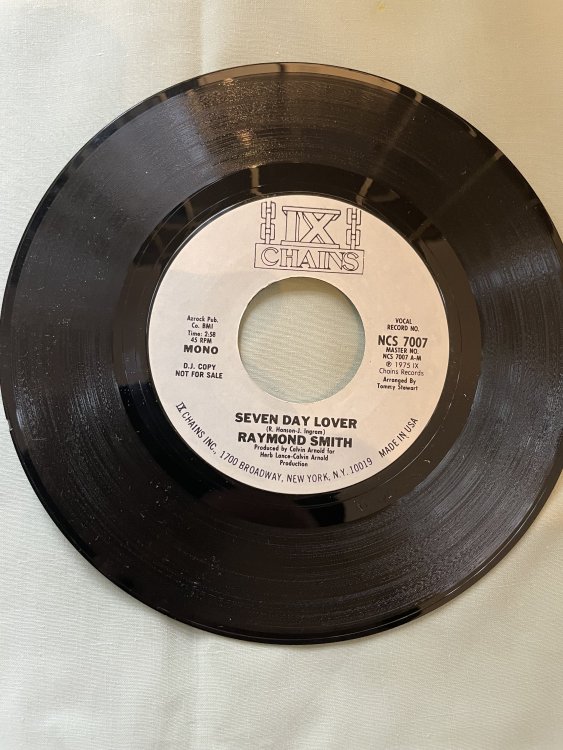 IX
CHAINS
Azrock Pub.
Co. BMI
Time: 2:58
45 RPM
MONO
D.J. COPY
NOT FOR SALE
VOCAL
RECORD NO.
NCS 7007
MASTER NO.
NCS 7007 A-M
℗ 1975 IX
Chains Records
Arranged By
Tommy Stewart
SEVEN DAY LOVER
(R. Hanson-J. Ingram)
RAYMOND SMITH
Produced by Calvin Arnold for
Herb Lance-Calvin Arnold
Production
IX CHAINS INC., 1700 BROADWAY, NEW YORK, N.Y. 10019 MADE IN USA